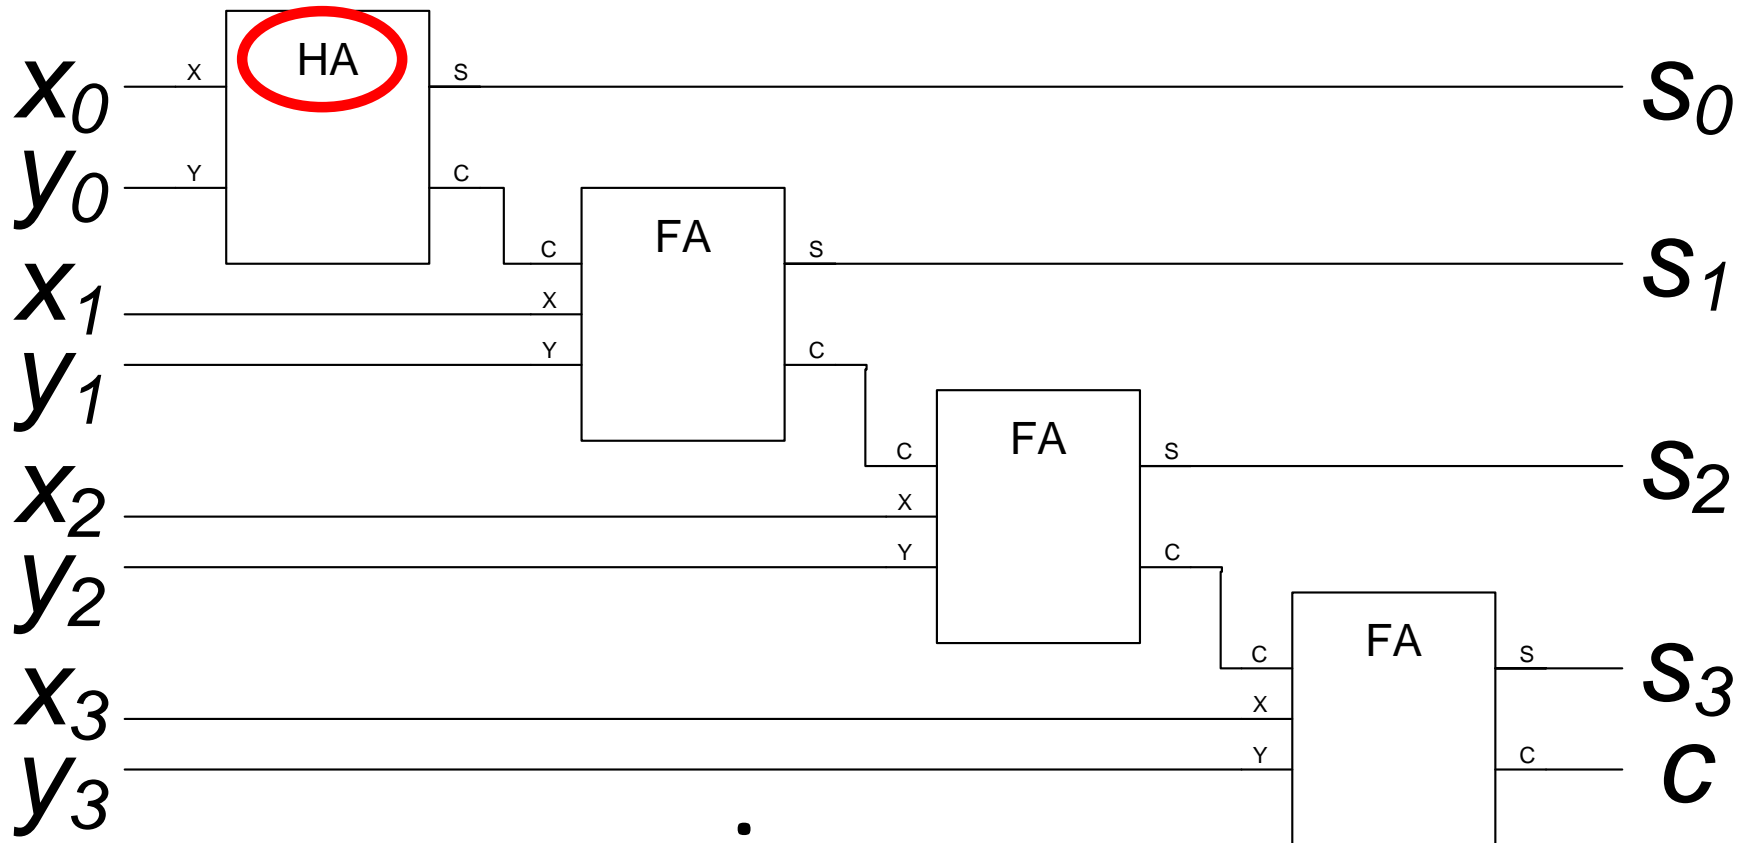 HA
x0 X S s0
y0 Y C
FA
C S s1
x1 X
y1 Y C
FA
C S s2
x2 X
y2 Y C
FA
C S s3
x3 X
y3 Y C c
.